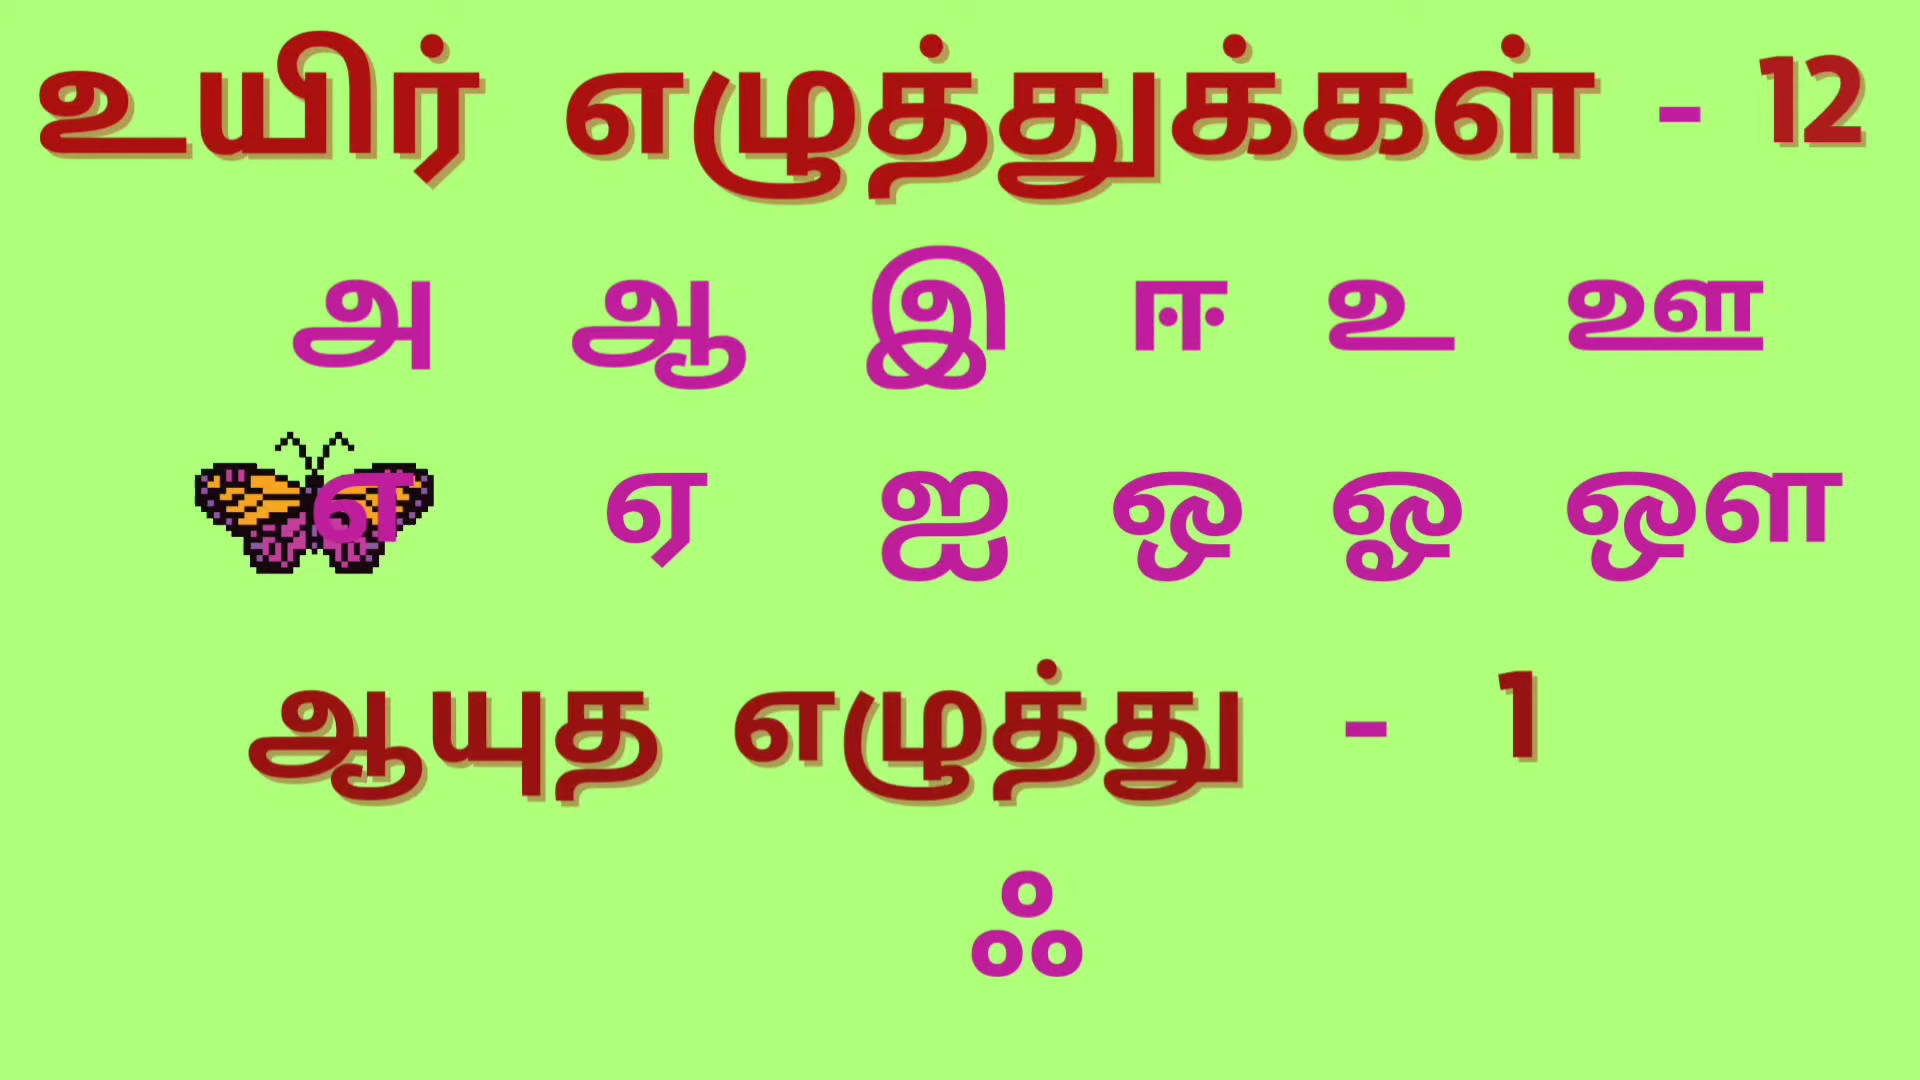 உயிர் எழுத்துக்கள் - 12
அ ஆ இ ஈ உ ஊ
எ ஏ ஐ ஒ ஓ ஔ
ஆயுத எழுத்து - 1
ஃ